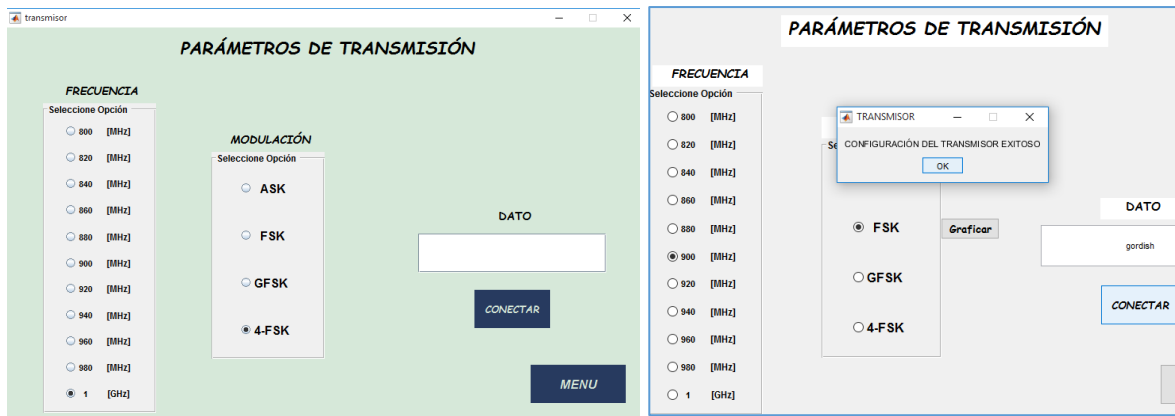 transmisor
PARÁMETROS DE TRANSMISIÓN
FRECUENCIA
Seleccione Opción
800 [MHz]
820 [MHz]
840 [MHz]
860 [MHz]
880 [MHz]
900 [MHz]
920 [MHz]
940 [MHz]
960 [MHz]
980 [MHz]
1 [GHz]
MODULACIÓN
Seleccione Opción
ASK
FSK
GFSK
4-FSK
DATO
CONECTAR
MENU
PARÁMETROS DE TRANSMISIÓN
FRECUENCIA
Seleccione Opción
800 [MHz]
820 [MHz]
840 [MHz]
860 [MHz]
880 [MHz]
900 [MHz]
920 [MHz]
940 [MHz]
960 [MHz]
980 [MHz]
1 [GHz]
TRANSMISOR
CONFIGURACIÓN DEL TRANSMISOR EXITOSO
OK
Se
FSK
Graficar
GFSK
4-FSK
DATO
gordish
CONECTAR